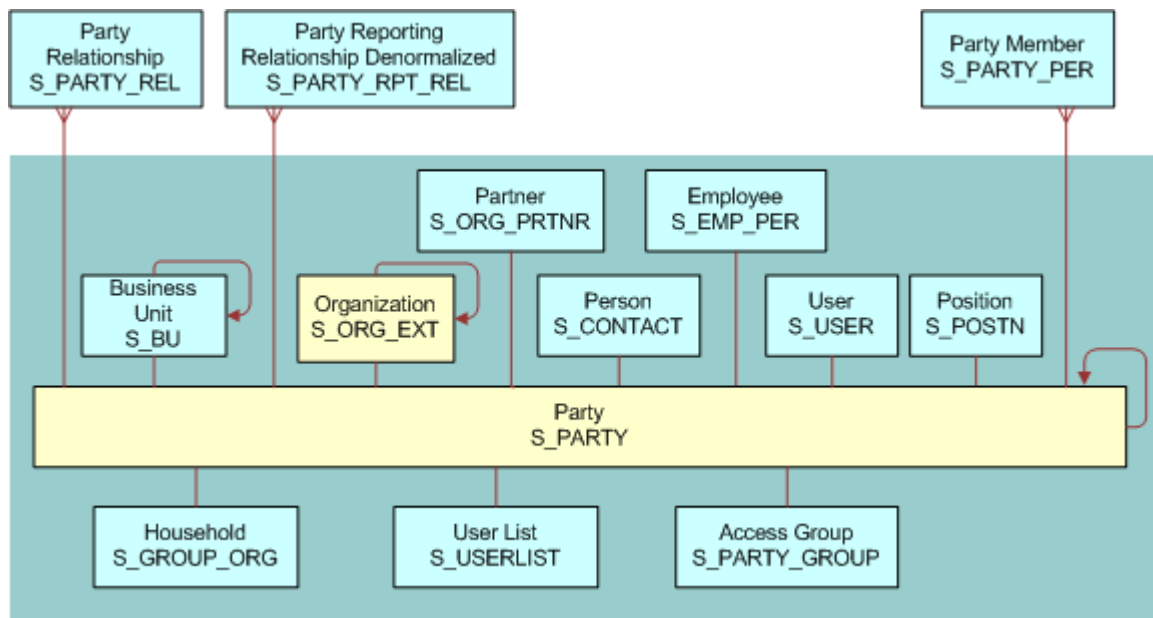 Party
Relationship
S_PARTY_REL
Party Reporting
Relationship Denormalized
S_PARTY_RPT_REL
Party Member
S_PARTY_PER
Partner
S_ORG_PRTNR
Employee
S_EMP_PER
Business
Unit
S_BU
Organization
S_ORG_EXT
Person
S_CONTACT
User
S_USER
Position
S_POSTN
Party
S_PARTY
Household
S_GROUP_ORG
User List
S_USERLIST
Access Group
S_PARTY_GROUP